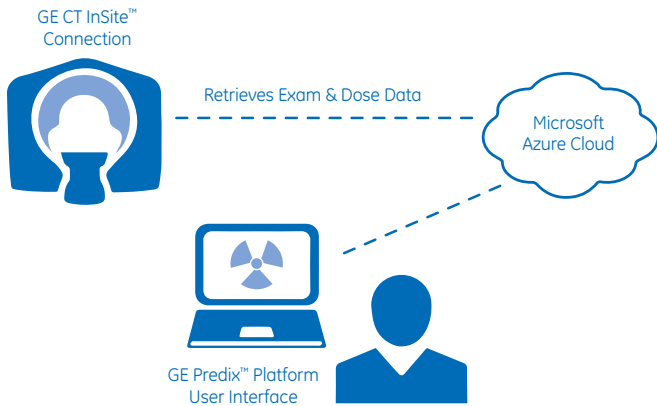 GE CT InSite™
Connection
Retrieves Exam & Dose Data
Microsoft
Azure Cloud
GE Predix™ Platform
User Interface